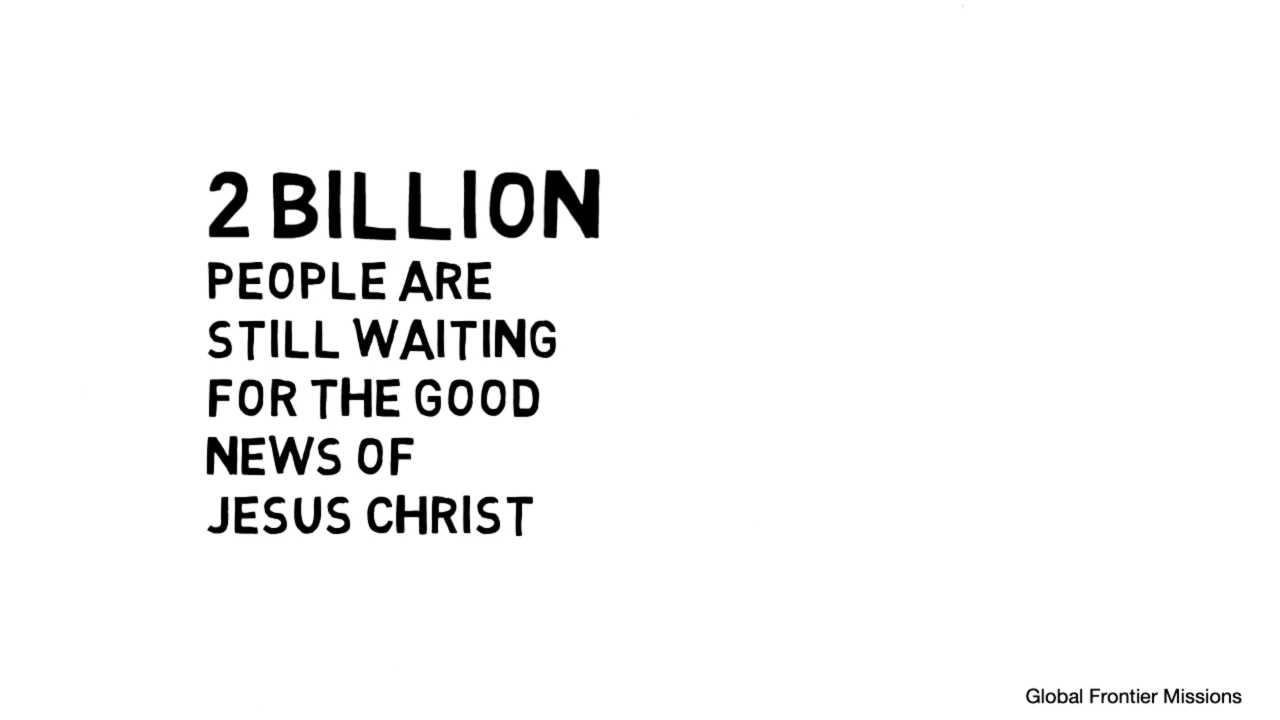 2 BILLION
PEOPLE ARE
STILL WAITING
FOR THE GOOD
NEWS OF
JESUS CHRIST
Global Frontier Missions